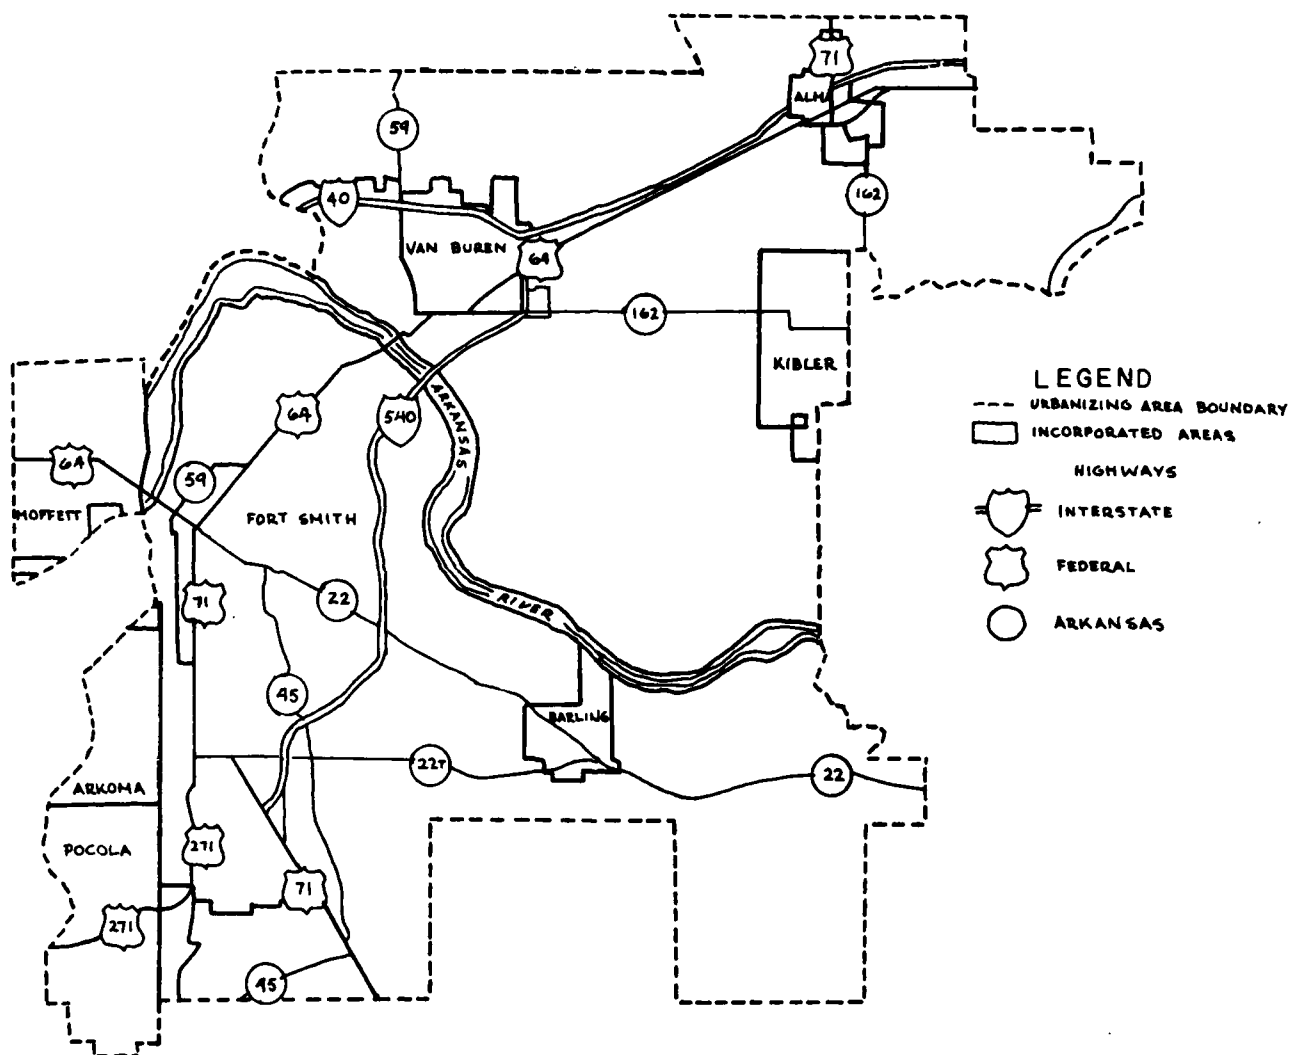 71
ALMA
59
162
40
VAN BUREN
64
162
KIBLER
LEGEND
URBANIZING AREA BOUNDARY
INCORPORATED AREAS
HIGHWAYS
INTERSTATE
FEDERAL
ARKANSAS
ARKANSAS
RIVER
64
540
64
59
MOFFETT
FORT SMITH
71
22
45
BARLING
22T
22
ARKOMA
POCOLA
271
71
271
45